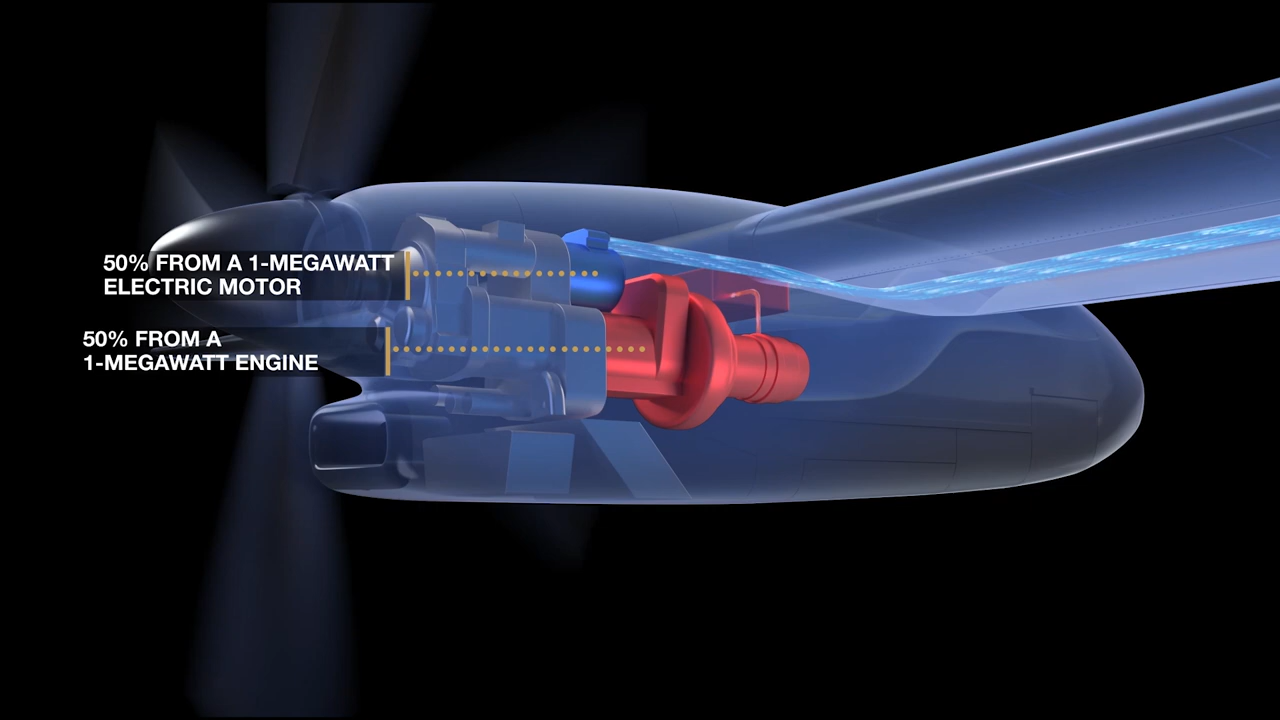 50% FROM A 1-MEGAWATT
ELECTRIC MOTOR
50% FROM A
1-MEGAWATT ENGINE